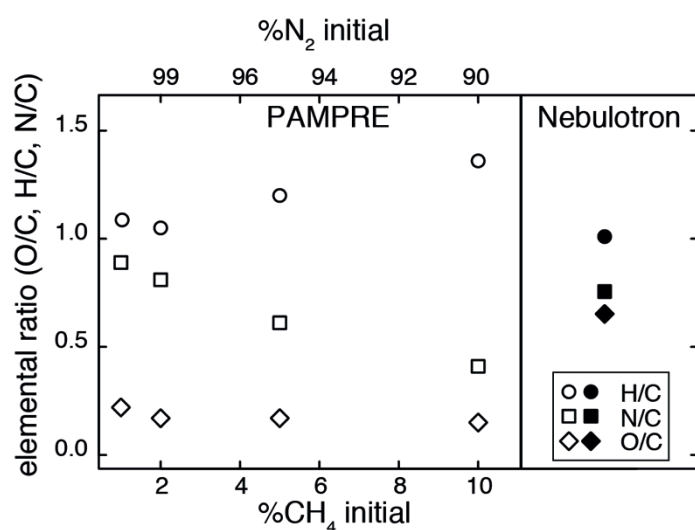 %N₂ initial
99 96 94 92 90
PAMPRE Nebulotron
1.5
1.0
0.5
0.0
elemental ratio (O/C, H/C, N/C)
H/C
N/C
O/C
2 4 6 8 10
%CH₄ initial